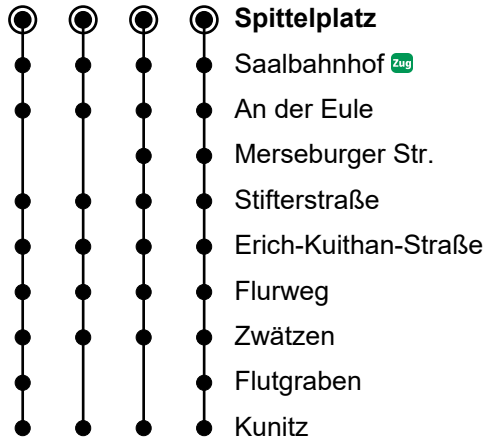 Spittelplatz
Saalbahnhof Zug
An der Eule
Merseburger Str.
Stifterstraße
Erich-Kuithan-Straße
Flurweg
Zwätzen
Flutgraben
Kunitz